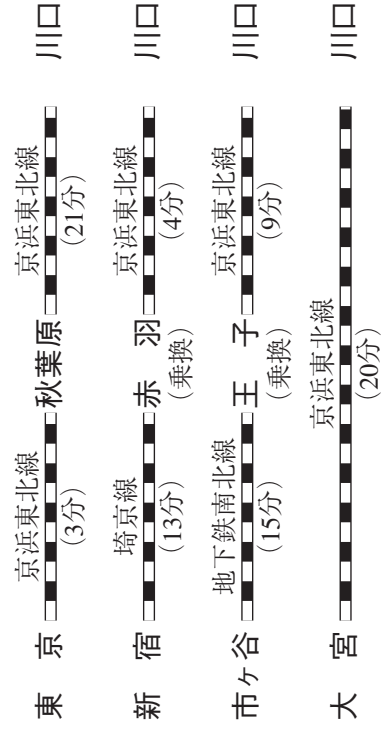 東 京 京浜東北線 (3分) 秋葉原 京浜東北線 (21分) 川口
新 宿 埼京線 (13分) 赤 羽 (乗換) 京浜東北線 (4分) 川口
市ヶ谷 地下鉄南北線 (15分) 王 子 (乗換) 京浜東北線 (9分) 川口
大 宮 京浜東北線 (20分) 川口